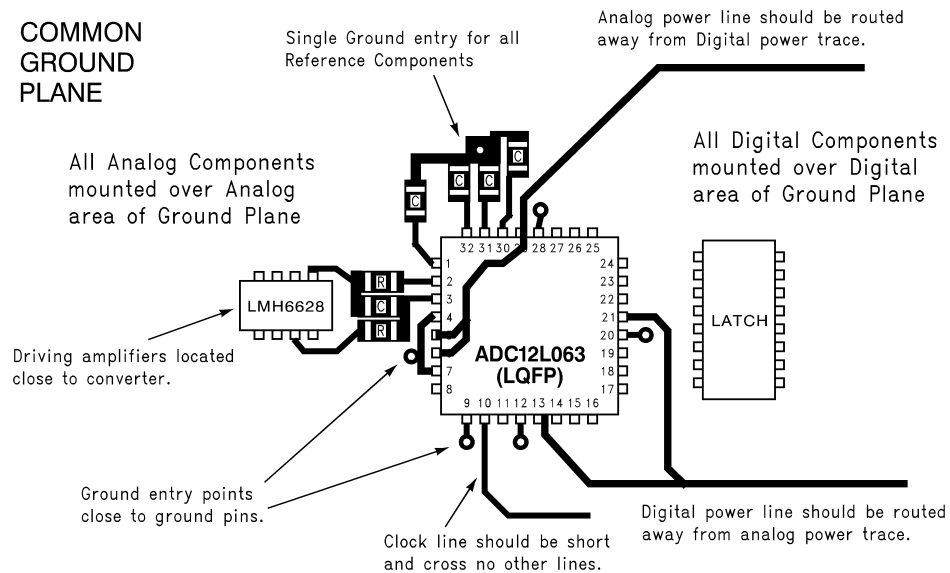 COMMON
GROUND
PLANE
Single Ground entry for all
Reference Components
Analog power line should be routed
away from Digital power trace.
All Analog Components
mounted over Analog
area of Ground Plane
All Digital Components
mounted over Digital
area of Ground Plane
C
C
C
C
32 31 30 28 27 26 25
1
2
3
4
7
8
24
23
22
21
20
19
18
17
R
C
R
LMH6628
LATCH
ADC12L063
(LQFP)
9 10 11 12 13 14 15 16
Driving amplifiers located
close to converter.
Ground entry points
close to ground pins.
Clock line should be short
and cross no other lines.
Digital power line should be routed
away from analog power trace.